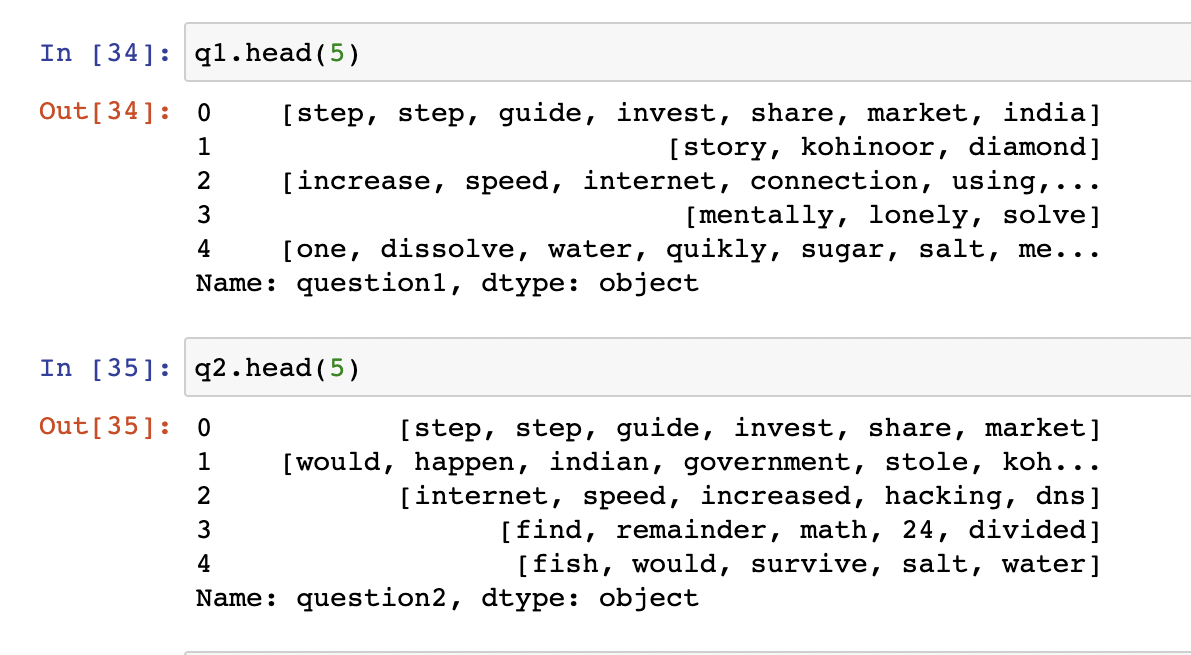 In [34]: q1.head(5)
Out[34]: 0 [step, step, guide, invest, share, market, india]
1 [story, kohinoor, diamond]
2 [increase, speed, internet, connection, using,...
3 [mentally, lonely, solve]
4 [one, dissolve, water, quikly, sugar, salt, me...
Name: question1, dtype: object
In [35]: q2.head(5)
Out[35]: 0 [step, step, guide, invest, share, market]
1 [would, happen, indian, government, stole, koh...
2 [internet, speed, increased, hacking, dns]
3 [find, remainder, math, 24, divided]
4 [fish, would, survive, salt, water]
Name: question2, dtype: object